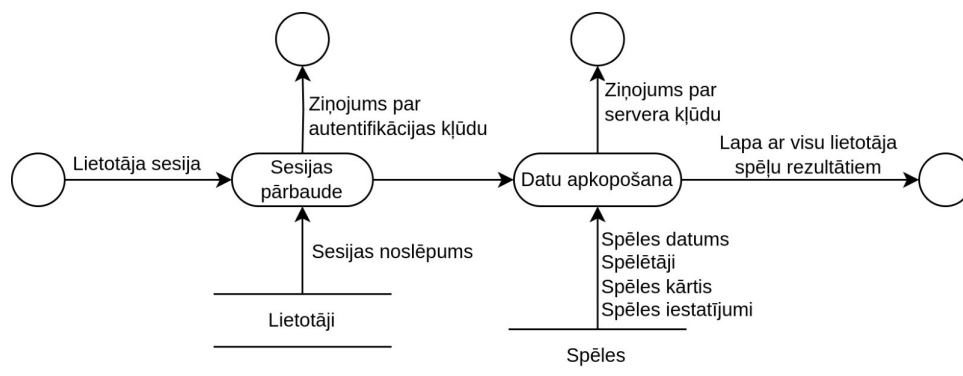 Ziņojums par
autentifikācijas kļūdu
Ziņojums par
servera kļūdu
Lietotāja sesija
Sesijas
pārbaude
Datu apkopošana
Lapa ar visu lietotāja
spēļu rezultātiem
Sesijas noslēpums
Spēles datums
Spēlētāji
Spēles kārtis
Spēles iestatījumi
Lietotāji
Spēles